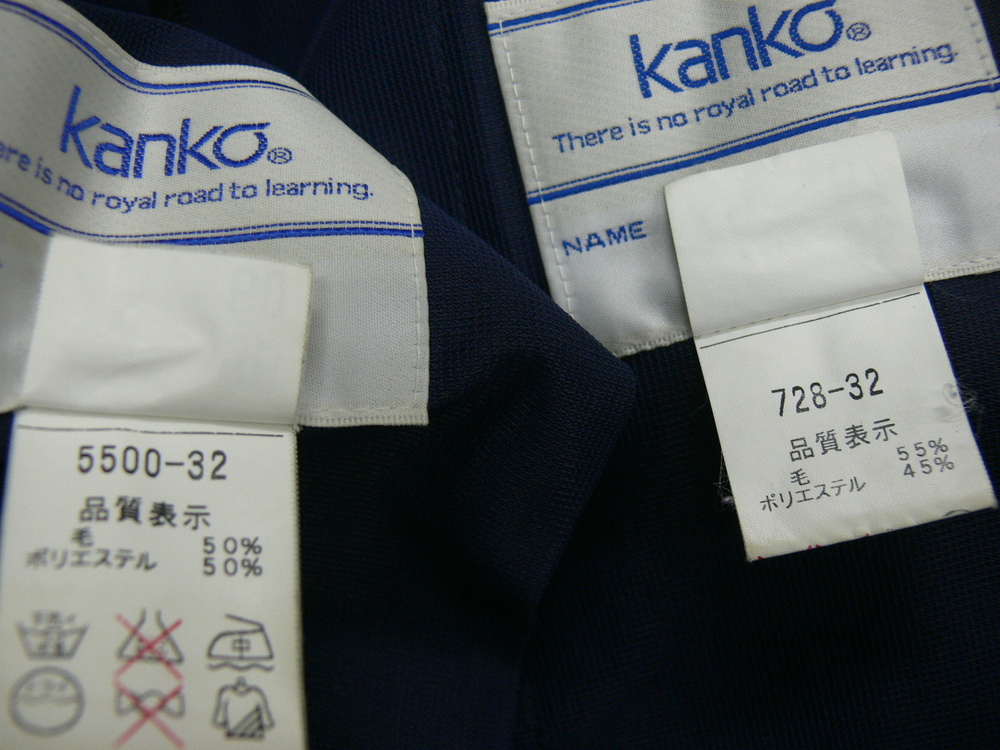 kanko®
There is no royal road to learning.
5500-32
品質表示
毛 50%
ポリエステル 50%
中
kanko®
There is no royal road to learning.
NAME
728-32
品質表示
毛 55%
ポリエステル 45%